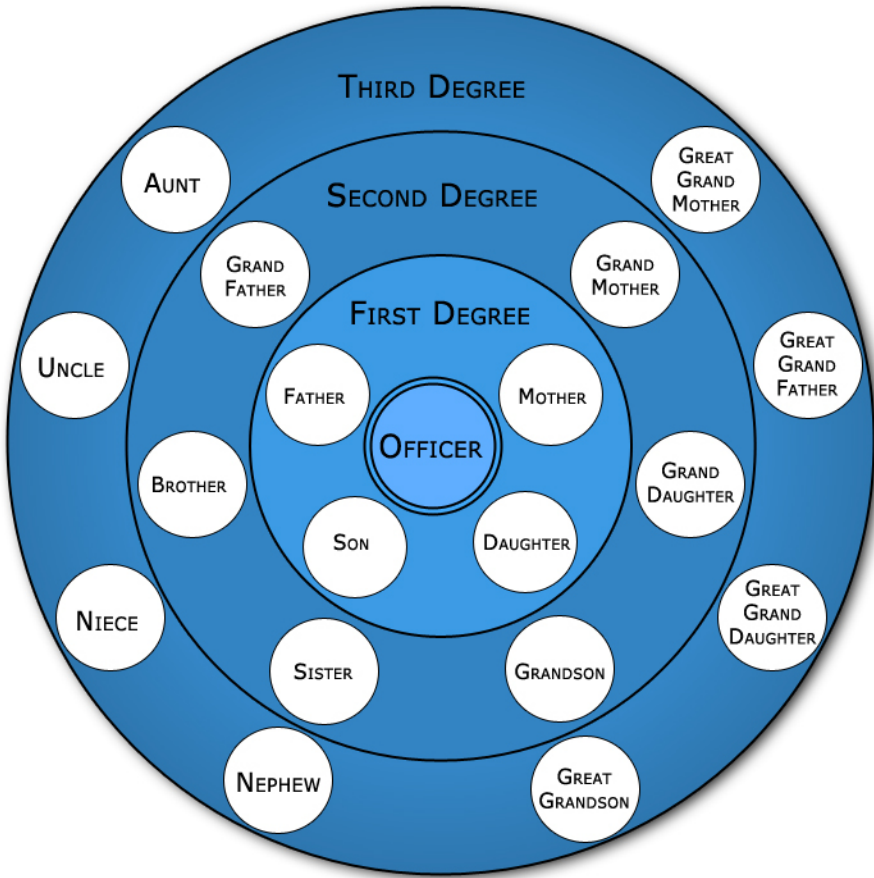 THIRD DEGREE
AUNT
GREAT
GRAND
MOTHER
SECOND DEGREE
GRAND
FATHER
GRAND
MOTHER
FIRST DEGREE
UNCLE
GREAT
GRAND
FATHER
FATHER
MOTHER
OFFICER
BROTHER
GRAND
DAUGHTER
SON
DAUGHTER
NIECE
GREAT
GRAND
DAUGHTER
SISTER
GRANDSON
NEPHEW
GREAT
GRANDSON